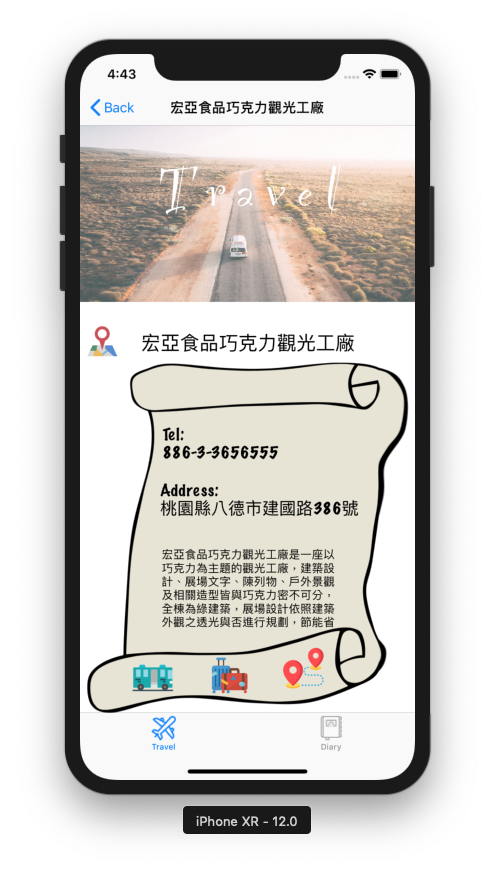 4:43
Back
宏亞食品巧克力觀光工廠
Travel
宏亞食品巧克力觀光工廠
Tel:
886-3-3656555
Address:
桃園縣八德市建國路386號
宏亞食品巧克力觀光工廠是一座以
巧克力為主題的觀光工廠，建築設
計、展場文字、陳列物、戶外景觀
及相關造型皆與巧克力密不可分，
全棟為綠建築，展場設計依照建築
外觀之透光與否進行規劃，節能省
Travel
Diary
iPhone XR - 12.0